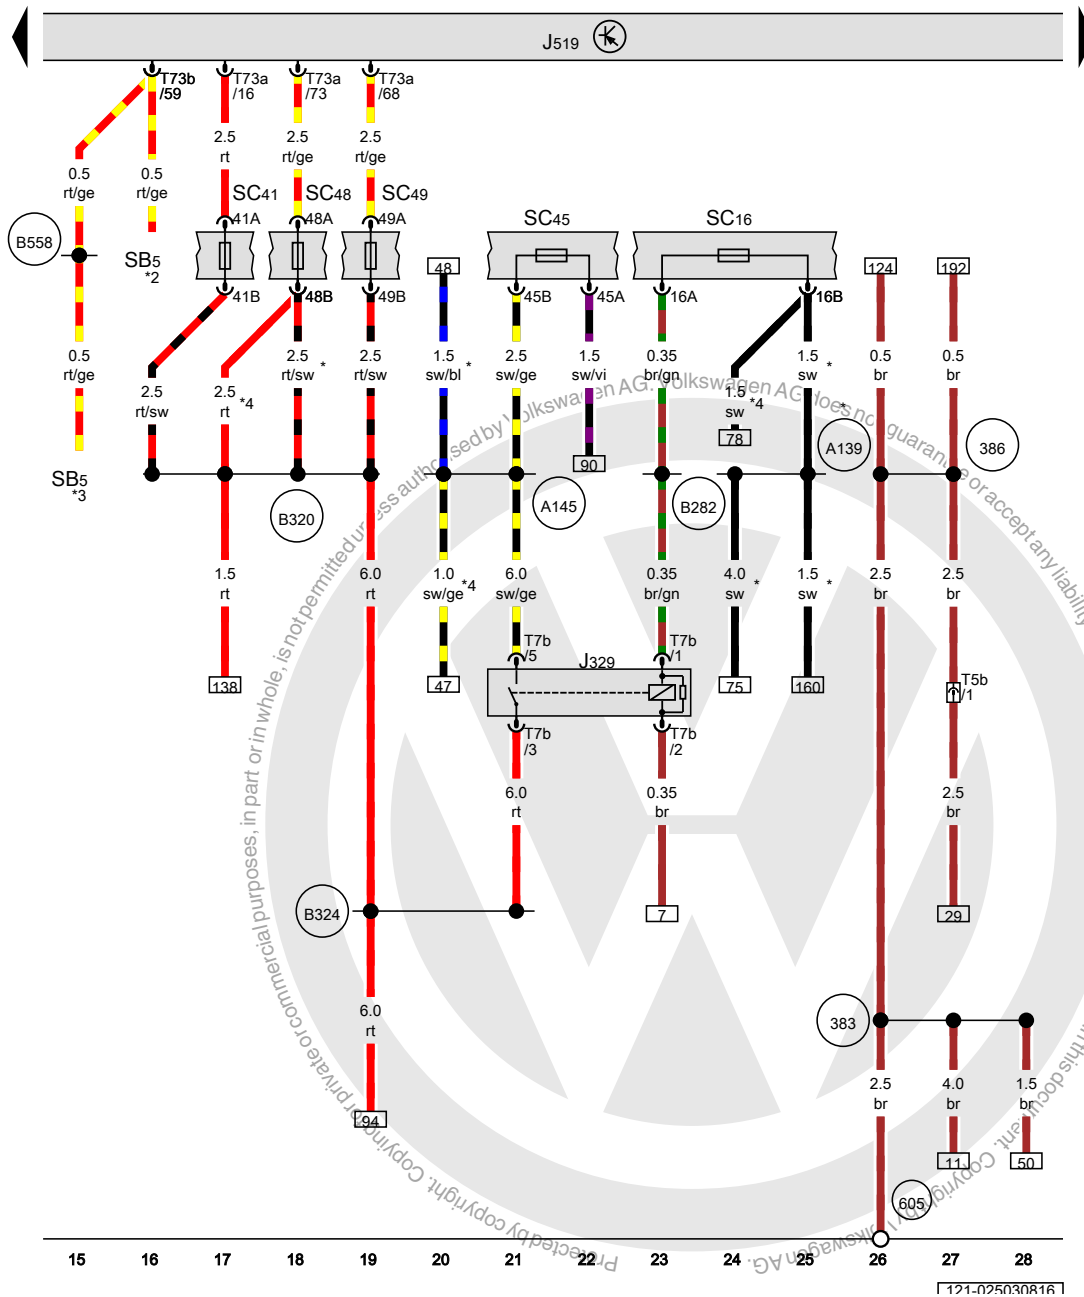 J519
T73b
/59
T73a
/16
T73a
/73
T73a
/68
2.5
rt
2.5
rt/ge
2.5
rt/ge
0.5
rt/ge
0.5
rt/ge
SC41
SC48
SC49
SC45
SC16
41A
48A
49A
B558
SB5
*2
48
124
192
41B
48B
49B
45B
45A
16A
16B
0.5
rt/ge
2.5
rt/sw
2.5
rt
*4
2.5
rt/sw
*
2.5
rt/sw
1.5
sw/bl
*
2.5
sw/ge
1.5
sw/vi
0.35
br/gn
1.5
sw
*4
1.5
sw
*
*
0.5
br
0.5
br
78
90
A139
386
SB5
*3
B320
A145
B282
1.5
rt
6.0
rt
1.0
sw/ge
*4
6.0
sw/ge
0.35
br/gn
4.0
sw
*
1.5
sw
*
2.5
br
2.5
br
T7b
/5
J329
T7b
/1
138
47
75
160
T5b
/1
T7b
/3
T7b
/2
6.0
rt
0.35
br
2.5
br
B324
7
29
6.0
rt
383
2.5
br
4.0
br
1.5
br
94
11
50
605
15 16 17 18 19 20 21 22 23 24 25 26 27 28
121-025030816